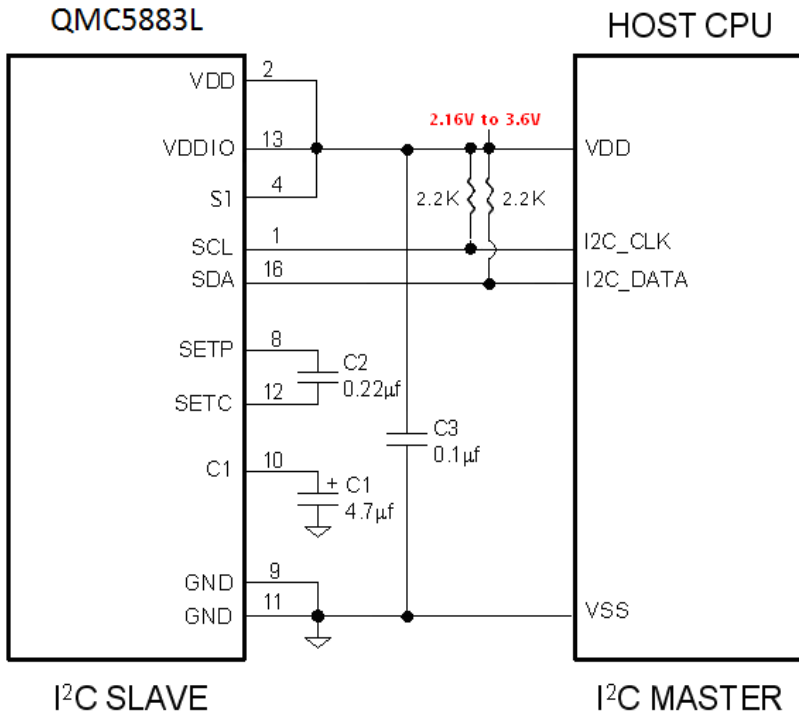 QMC5883L
HOST CPU
VDD
2
VDDIO
13
S1
4
SCL
1
SDA
16
SETP
8
SETC
12
C1
10
GND
9
GND
11
2.16V to 3.6V
2.2K
2.2K
C2
0.22µf
C3
0.1µf
+ C1
4.7µf
VDD
I2C_CLK
I2C_DATA
VSS
I²C SLAVE
I²C MASTER